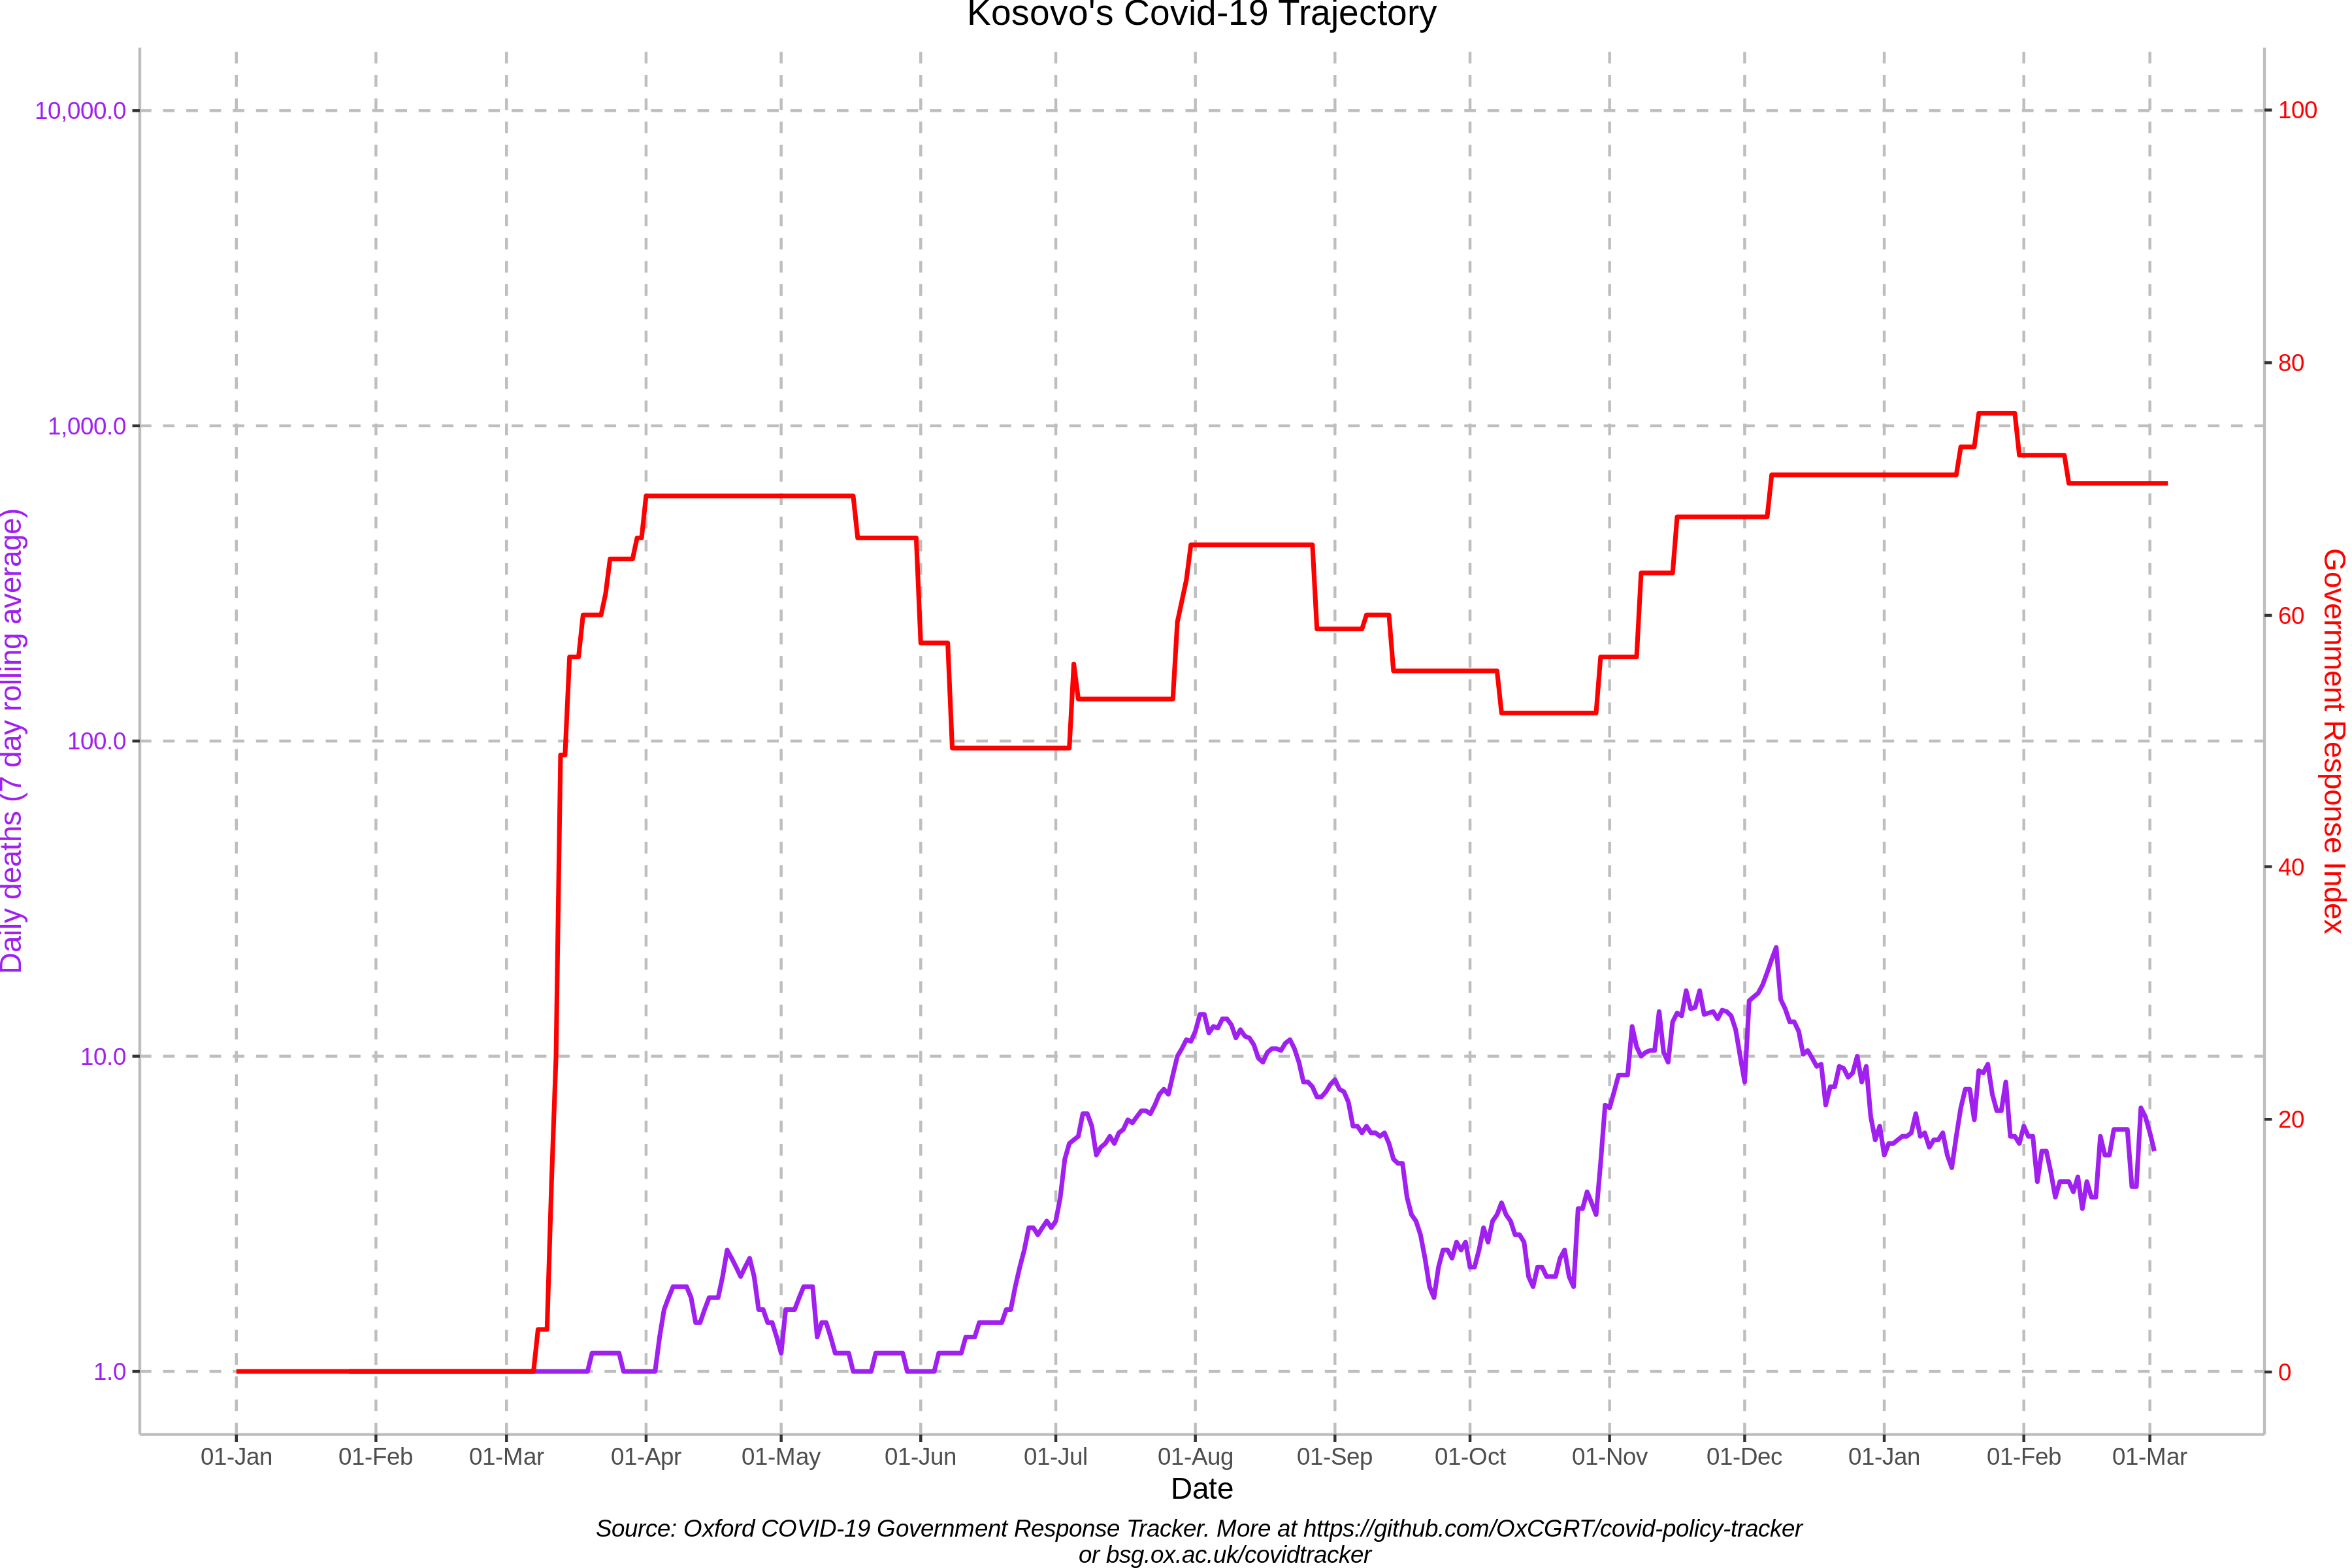 Kosovo's Covid-19 Trajectory
10,000.0
1,000.0
100.0
10.0
1.0
Daily deaths (7 day rolling average)
100
80
60
40
20
0
Government Response Index
01-Jan
01-Feb
01-Mar
01-Apr
01-May
01-Jun
01-Jul
01-Aug
01-Sep
01-Oct
01-Nov
01-Dec
01-Jan
01-Feb
01-Mar
Date
Source: Oxford COVID-19 Government Response Tracker. More at https://github.com/OxCGRT/covid-policy-tracker
or bsg.ox.ac.uk/covidtracker